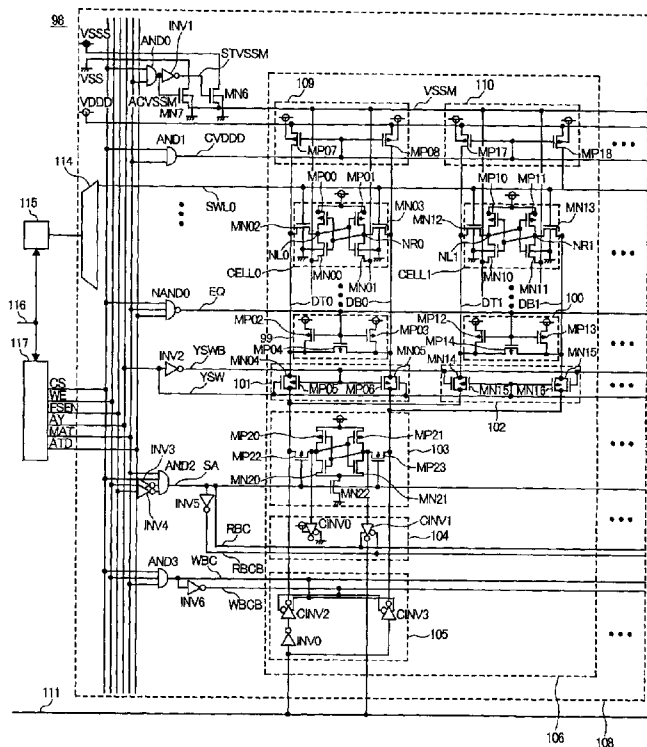 98
VSSS
AND0
INV1
STVSSM
VSS
MN6
ACVSSM
MN7
VDDD
109
VSSM
110
AND1
CVDDD
MP07
MP08
MP17
MP18
114
MP00
MP01
MP10
MP11
115
SWL0
MN02
MN03
MN12
MN13
NL0
NR0
NL1
NR1
MN00
MN01
MN10
MN11
CELL0
CELL1
116
NAND0
EQ
DT0
DB0
DT1
DB1
100
117
MP02
MP03
MP12
MP13
99
MP04
MP14
MN04
MN05
MN14
MN15
INV2
YSWB
101
YSW
MP05
MP06
MN15
MN16
102
CS
WE
FSEN
AY
MAT
ATD
INV3
AND2
SA
MP20
MP21
MP22
MP23
103
MN20
MN22
MN21
INV4
INV5
CINV0
CINV1
RBC
104
WBC
RBCB
AND3
INV6
WBCB
CINV2
CINV3
INV0
105
111
106
108